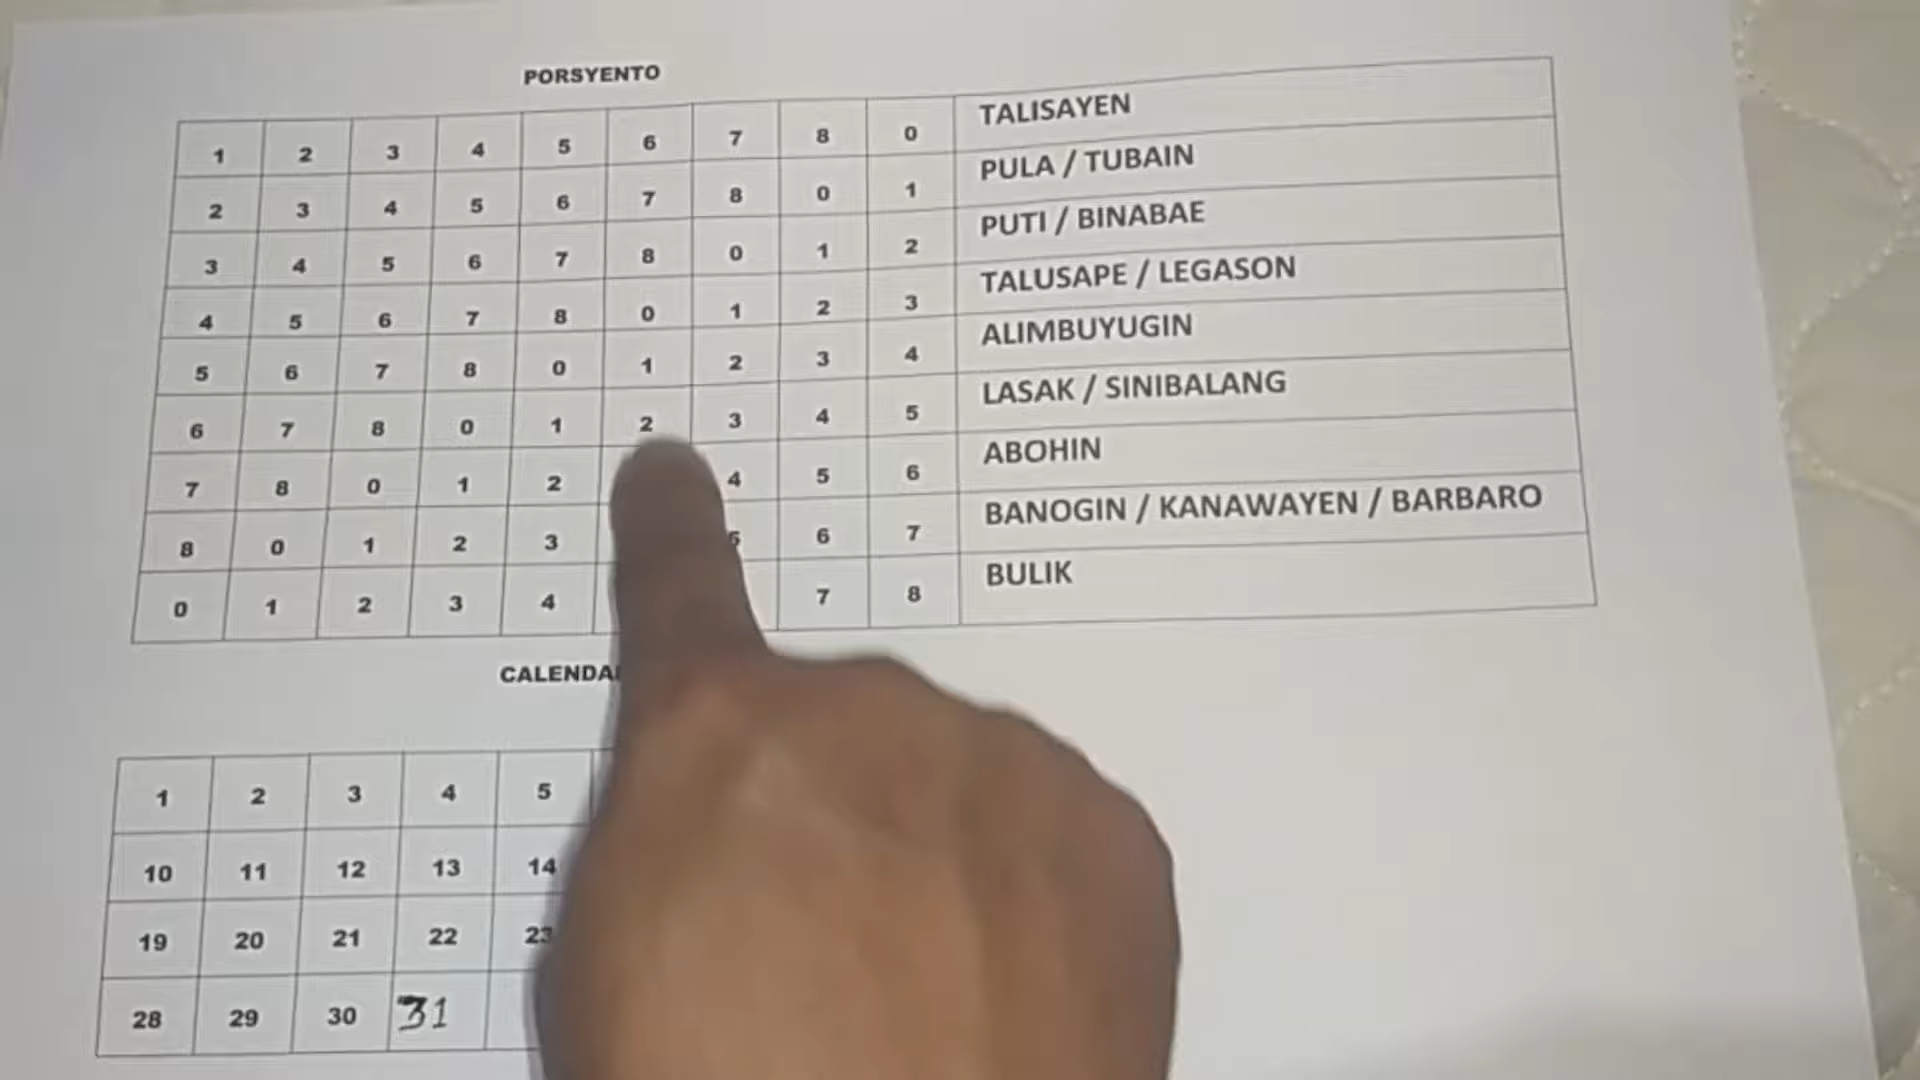 PORSYENTO
1 2 3 4 5 6 7 8 0 TALISAYEN
2 3 4 5 6 7 8 0 1 PULA / TUBAIN
3 4 5 6 7 8 0 1 2 PUTI / BINABAE
4 5 6 7 8 0 1 2 3 TALUSAPE / LEGASON
5 6 7 8 0 1 2 3 4 ALIMBUYUGIN
6 7 8 0 1 2 3 4 5 LASAK / SINIBALANG
7 8 0 1 2 4 5 6 ABOHIN
8 0 1 2 3 5 6 7 BANOGIN / KANAWAYEN / BARBARO
0 1 2 3 4 7 8 BULIK
CALENDA
1 2 3 4 5
10 11 12 13 14
19 20 21 22 23
28 29 30 31